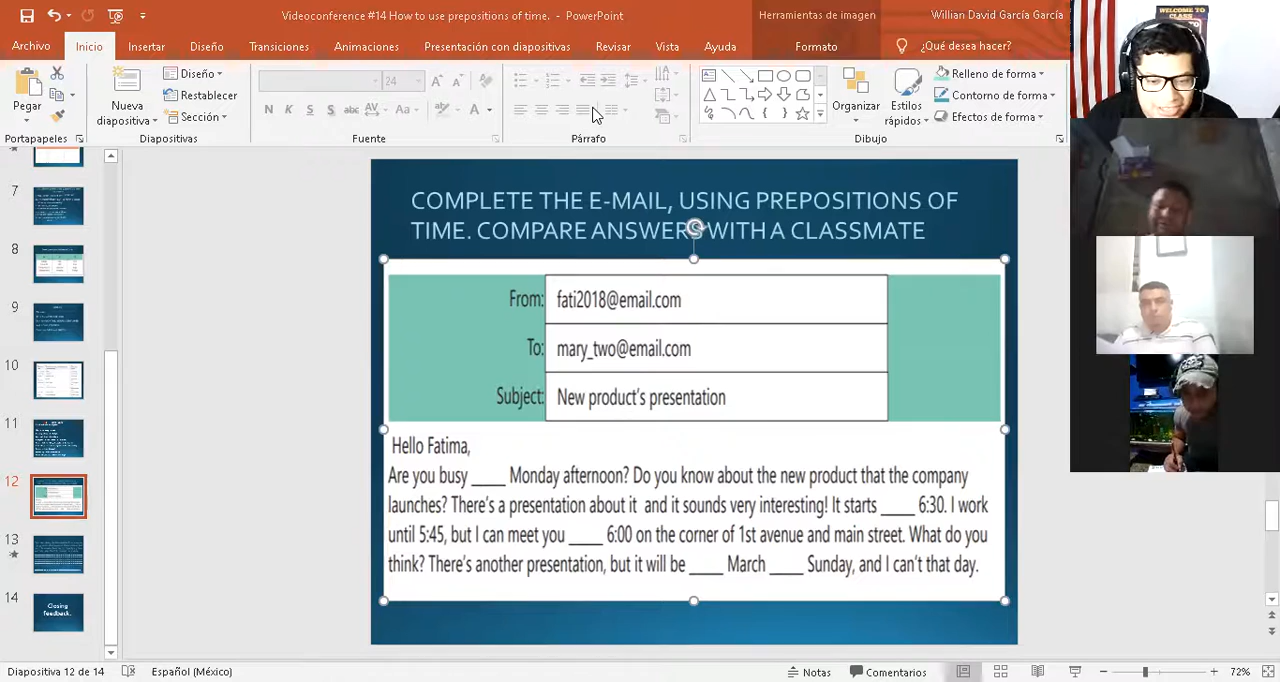 Videoconference #14 How to use prepositions of time. - PowerPoint
Herramientas de imagen
Willian David García García
Archivo
Inicio
Insertar
Diseño
Transiciones
Animaciones
Presentación con diapositivas
Revisar
Vista
Ayuda
Formato
¿Qué desea hacer?
WELCOME TO
CLASS
Pegar
Nueva
diapositiva
Diseño
Restablecer
Sección
24
N K S S abc AV Aa A
Organizar
Estilos
rápidos
Relleno de forma
Contorno de forma
Efectos de forma
Portapapeles
Diapositivas
Fuente
Párrafo
Dibujo
7
8
9
10
11
12
13
14
Closing
feedback.
COMPLETE THE E-MAIL, USING PREPOSITIONS OF
TIME. COMPARE ANSWERS WITH A CLASSMATE
From: fati2018@email.com
To: mary_two@email.com
Subject: New product's presentation
Hello Fatima,
Are you busy ____ Monday afternoon? Do you know about the new product that the company
launches? There's a presentation about it and it sounds very interesting! It starts ____ 6:30. I work
until 5:45, but I can meet you ____ 6:00 on the corner of 1st avenue and main street. What do you
think? There's another presentation, but it will be ____ March ____ Sunday, and I can't that day.
Diapositiva 12 de 14
Español (México)
Notas
Comentarios
72%